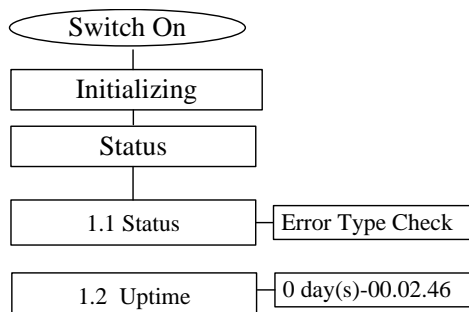 Switch On
Initializing
Status
1.1 Status
Error Type Check
1.2 Uptime
0 day(s)-00.02.46